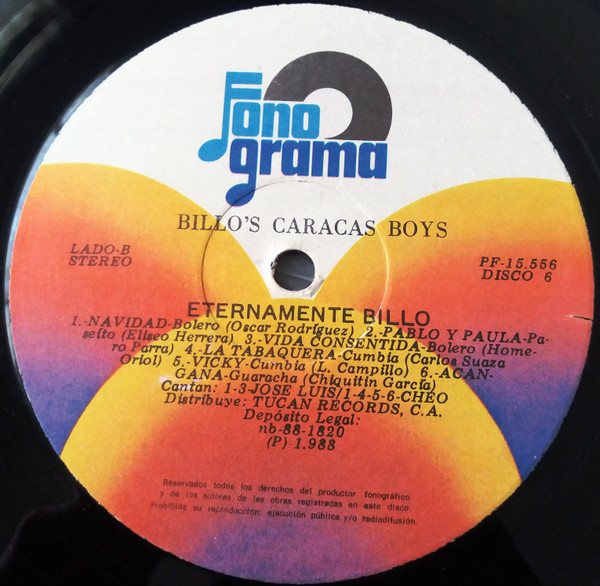 Fono
grama
BILLO'S CARACAS BOYS
LADO-B
STEREO
PF-15.556
DISCO 6
ETERNAMENTE BILLO
1.-NAVIDAD-Bolero (Oscar Rodríguez) 2.-PABLO Y PAULA-Pa-
seíto (Eliseo Herrera) 3.-VIDA CONSENTIDA-Bolero (Home-
ro Parra) 4.-LA TABAQUERA-Cumbia (Carlos Suaza
Oriol) 5.-VICKY-Cumbia (L. Campillo) 6.-ACAN-
GANA-Guaracha (Chiquitín García)
Cantan: 1-3-JOSE LUIS/1-4-5-6-CHEO
Distribuye: TUCAN RECORDS, C.A.
Depósito Legal:
nb-88-1820
(P) 1.988
Reservados todos los derechos del productor fonográfico
y de los autores de las obras registradas en este disco.
Prohibida su reproducción: ejecución pública y/o radiodifusión.